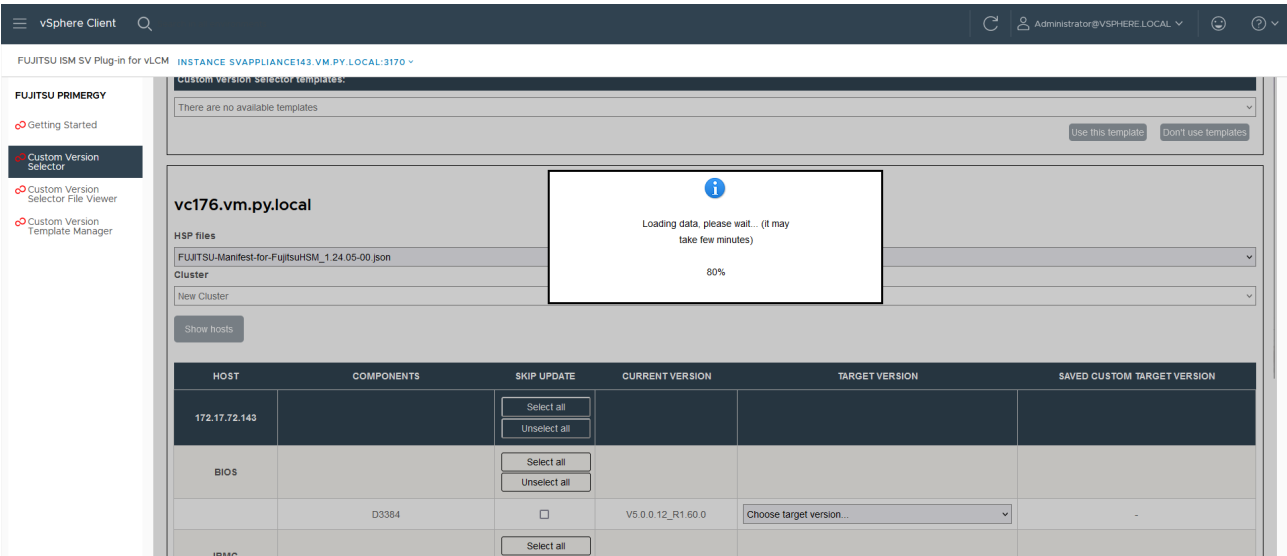 vSphere Client
Administrator@VSPHERE.LOCAL
FUJITSU ISM SV Plug-in for vLCM
INSTANCE SVAPPLIANCE143.VM.PY.LOCAL:3170
FUJITSU PRIMERGY
Getting Started
Custom Version
Selector
Custom Version
Selector File Viewer
Custom Version
Template Manager
Custom Version Selector templates:
There are no available templates
Use this template
Don't use templates
vc176.vm.py.local
HSP files
FUJITSU-Manifest-for-FujitsuHSM_1.24.05-00.json
Cluster
New Cluster
Show hosts
Loading data, please wait... (it may
take few minutes)
80%
HOST COMPONENTS SKIP UPDATE CURRENT VERSION TARGET VERSION SAVED CUSTOM TARGET VERSION
172.17.72.143
Select all
Unselect all
BIOS
Select all
Unselect all
D3384 V5.0.0.12_R1.60.0 Choose target version... -
IRMC
Select all